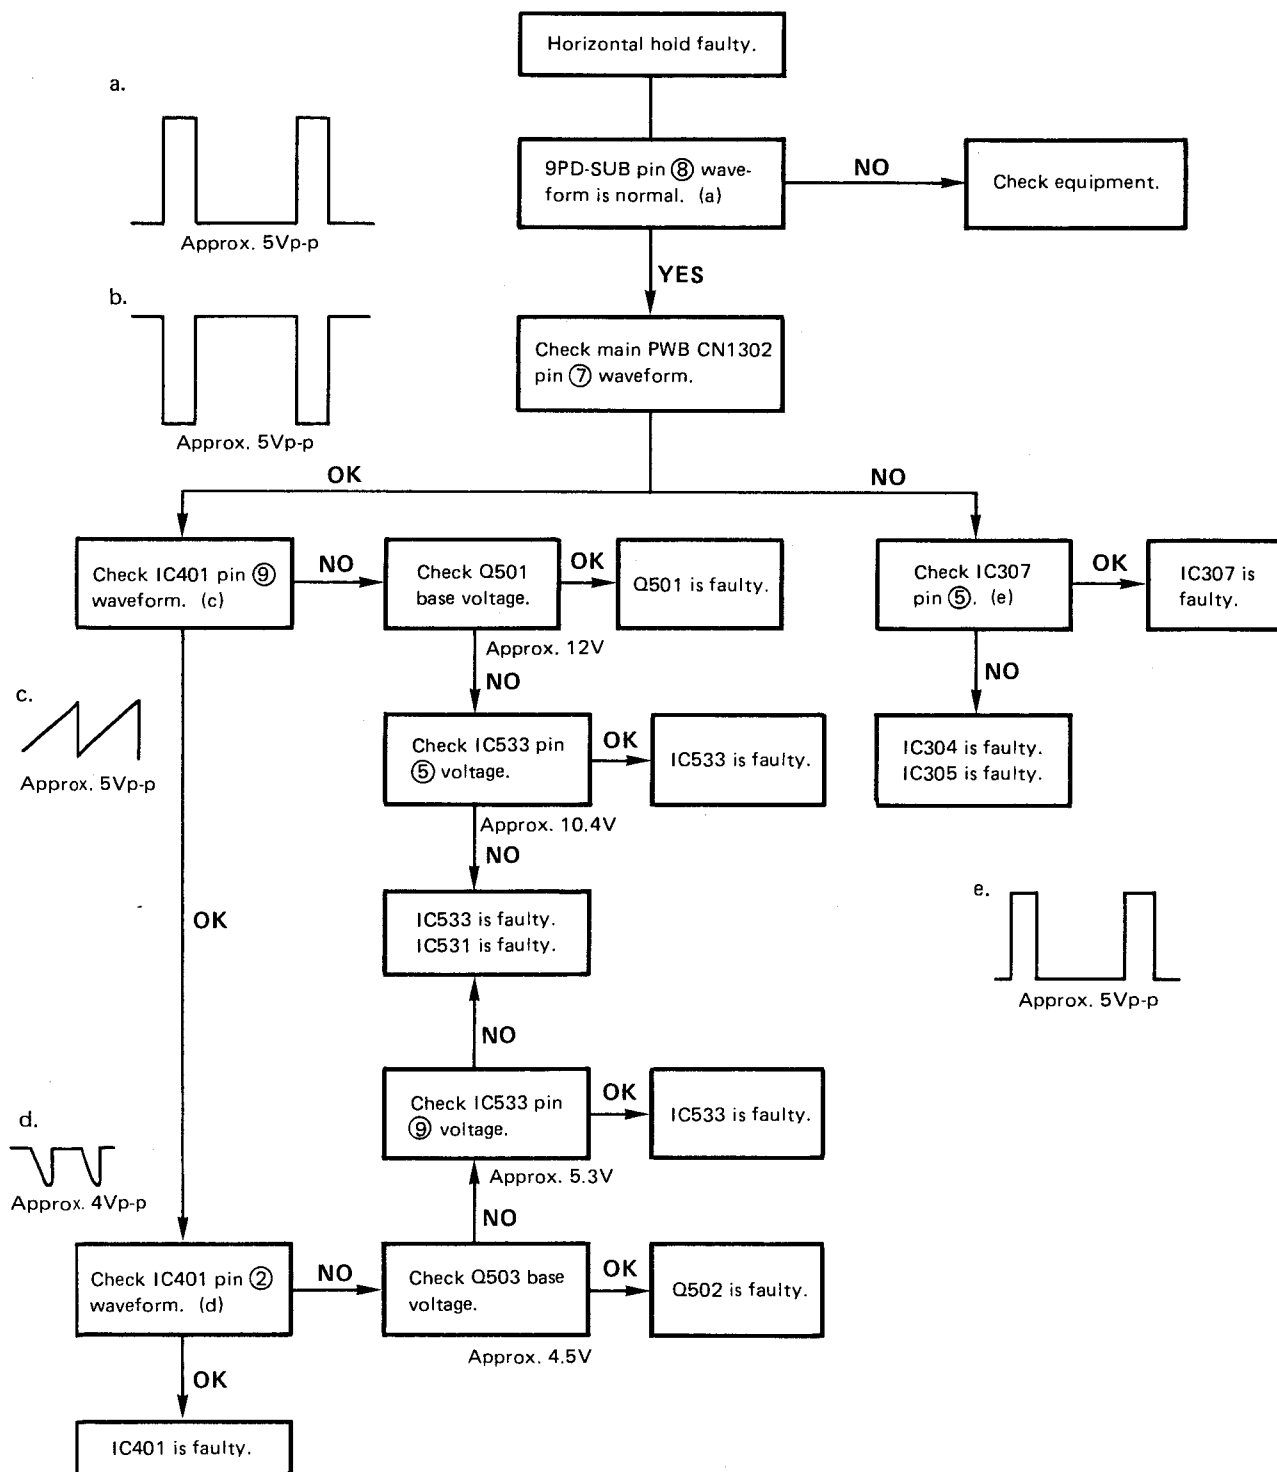 Horizontal hold faulty.
a.
Approx. 5Vp-p
9PD-SUB pin ⑧ wave-
form is normal. (a)
NO
Check equipment.
YES
b.
Approx. 5Vp-p
Check main PWB CN1302
pin ⑦ waveform.
OK
NO
Check IC401 pin ⑨
waveform. (c)
NO
Check Q501
base voltage.
OK
Q501 is faulty.
Approx. 12V
NO
Check IC307
pin ⑤. (e)
OK
IC307 is
faulty.
NO
c.
Approx. 5Vp-p
Check IC533 pin
⑤ voltage.
OK
IC533 is faulty.
Approx. 10.4V
NO
IC304 is faulty.
IC305 is faulty.
OK
IC533 is faulty.
IC531 is faulty.
e.
Approx. 5Vp-p
NO
Check IC533 pin
⑨ voltage.
OK
IC533 is faulty.
Approx. 5.3V
NO
d.
Approx. 4Vp-p
Check IC401 pin ②
waveform. (d)
NO
Check Q503 base
voltage.
OK
Q502 is faulty.
Approx. 4.5V
OK
IC401 is faulty.